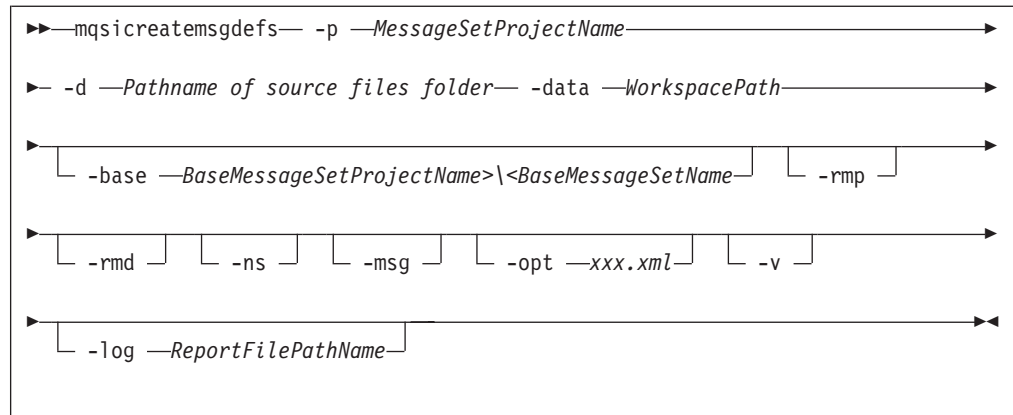 mqsicreatemsgdefs -p MessageSetProjectName
-d Pathname of source files folder -data WorkspacePath
-base BaseMessageSetProjectName>\<BaseMessageSetName -rmp
-rmd -ns -msg -opt xxx.xml -v
-log ReportFilePathName